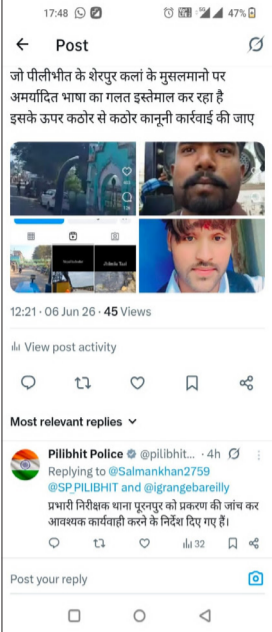 17:48 47%
Post
जो पीलीभीत के शेरपुर कलां के मुसलमानो पर
अमर्यादित भाषा का गलत इस्तेमाल कर रहा है
इसके ऊपर कठोर से कठोर कानूनी कार्रवाई की जाए
12:21 · 06 Jun 26 · 45 Views
View post activity
Most relevant replies
Pilibhit Police @pilibhit... · 4h
Replying to @Salmankhan2759
@SP_PILIBHIT and @igrangebareilly
प्रभारी निरीक्षक थाना पूरनपुर को प्रकरण की जांच कर
आवश्यक कार्यवाही करने के निर्देश दिए गए हैं।
32
Post your reply